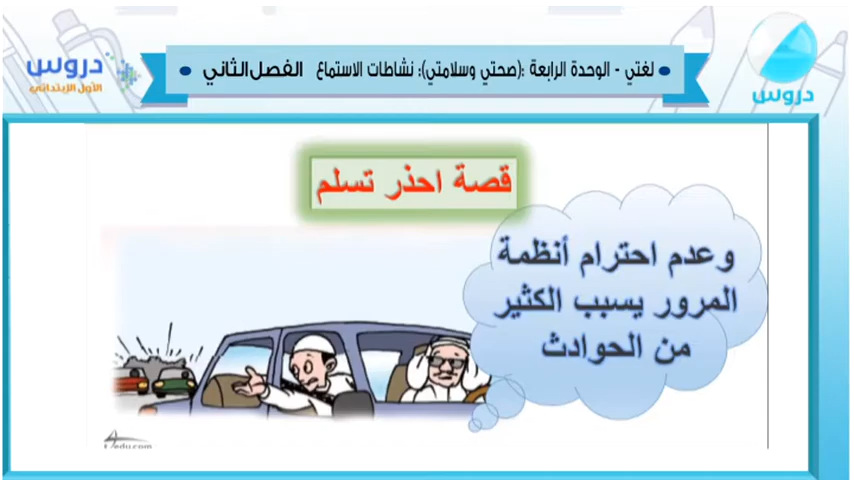 دروس
الأول الإبتدائي
لغتي - الوحدة الرابعة :(صحتي وسلامتي): نشاطات الاستماع الفصل الثاني
دروس
قصة احذر تسلم
وعدم احترام أنظمة
المرور يسبب الكثير
من الحوادث